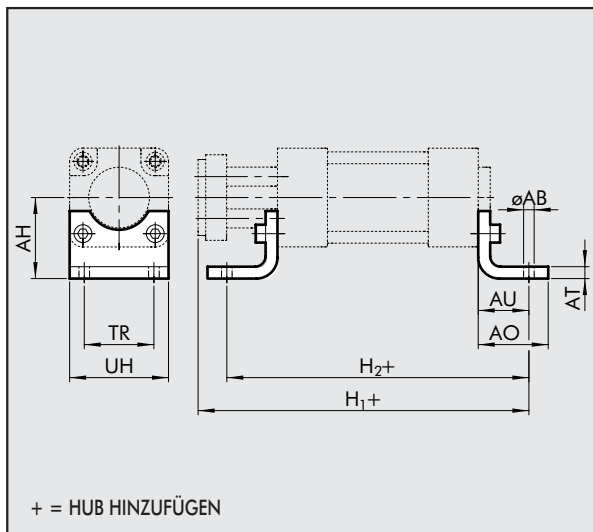 AH
TR
UH
øAB
AT
AU
AO
H₂+
H₁+
+ = HUB HINZUFÜGEN